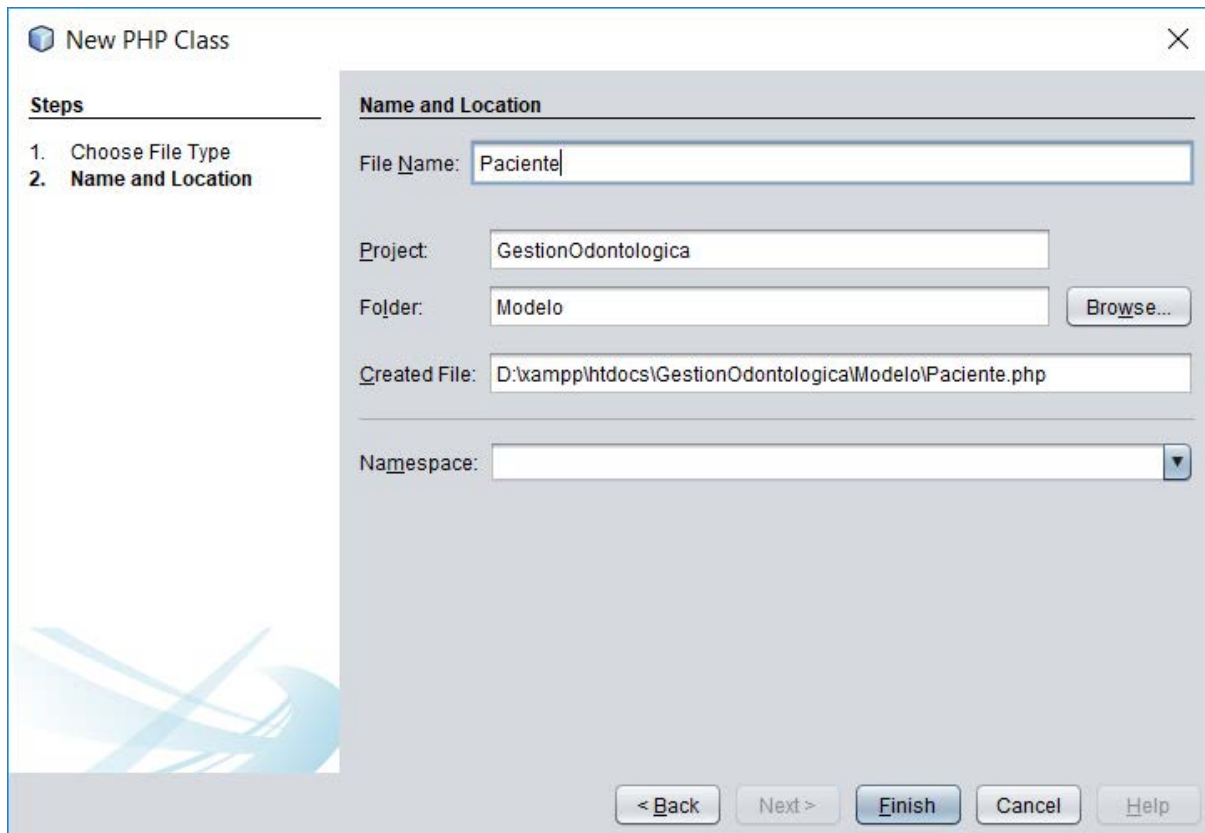 New PHP Class
Steps
1. Choose File Type
2. Name and Location
Name and Location
File Name: Paciente
Project: GestionOdontologica
Folder: Modelo Browse...
Created File: D:\xampp\htdocs\GestionOdontologica\Modelo\Paciente.php
Namespace:
< Back Next > Finish Cancel Help